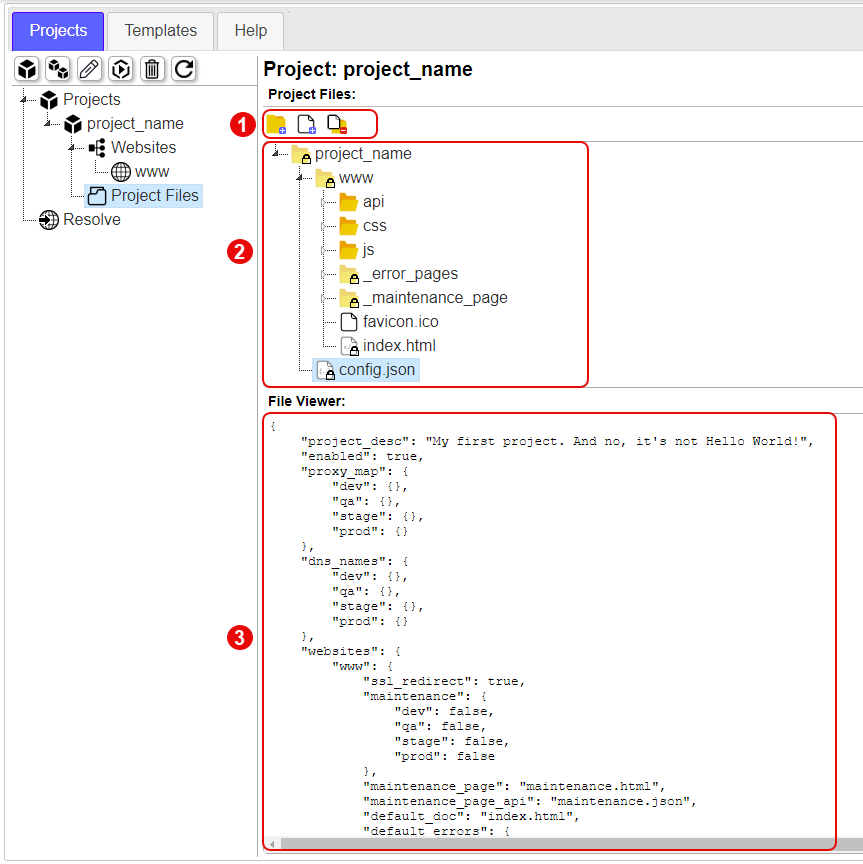 Projects
Templates
Help
Projects
project_name
Websites
www
Project Files
Resolve
Project: project_name
Project Files:
1
2
project_name
www
api
css
js
_error_pages
_maintenance_page
favicon.ico
index.html
config.json
File Viewer:
3
{
    "project_desc": "My first project. And no, it's not Hello World!",
    "enabled": true,
    "proxy_map": {
        "dev": {},
        "qa": {},
        "stage": {},
        "prod": {}
    },
    "dns_names": {
        "dev": {},
        "qa": {},
        "stage": {},
        "prod": {}
    },
    "websites": {
        "www": {
            "ssl_redirect": true,
            "maintenance": {
                "dev": false,
                "qa": false,
                "stage": false,
                "prod": false
            },
            "maintenance_page": "maintenance.html",
            "maintenance_page_api": "maintenance.json",
            "default_doc": "index.html",
            "default_errors": {